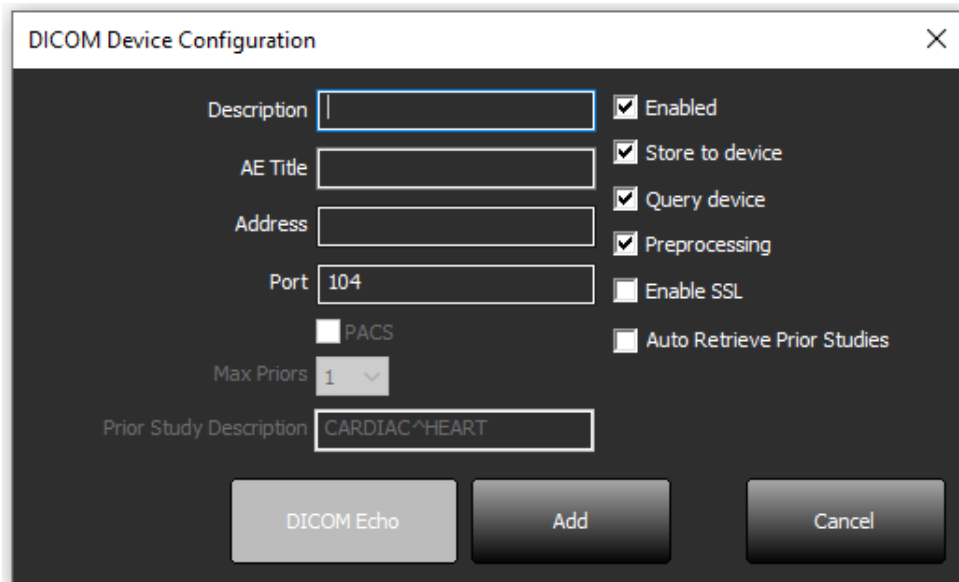 DICOM Device Configuration
Description
Enabled
AE Title
Store to device
Address
Query device
Preprocessing
Port 104
Enable SSL
PACS
Auto Retrieve Prior Studies
Max Priors 1
Prior Study Description CARDIAC^HEART
DICOM Echo Add Cancel